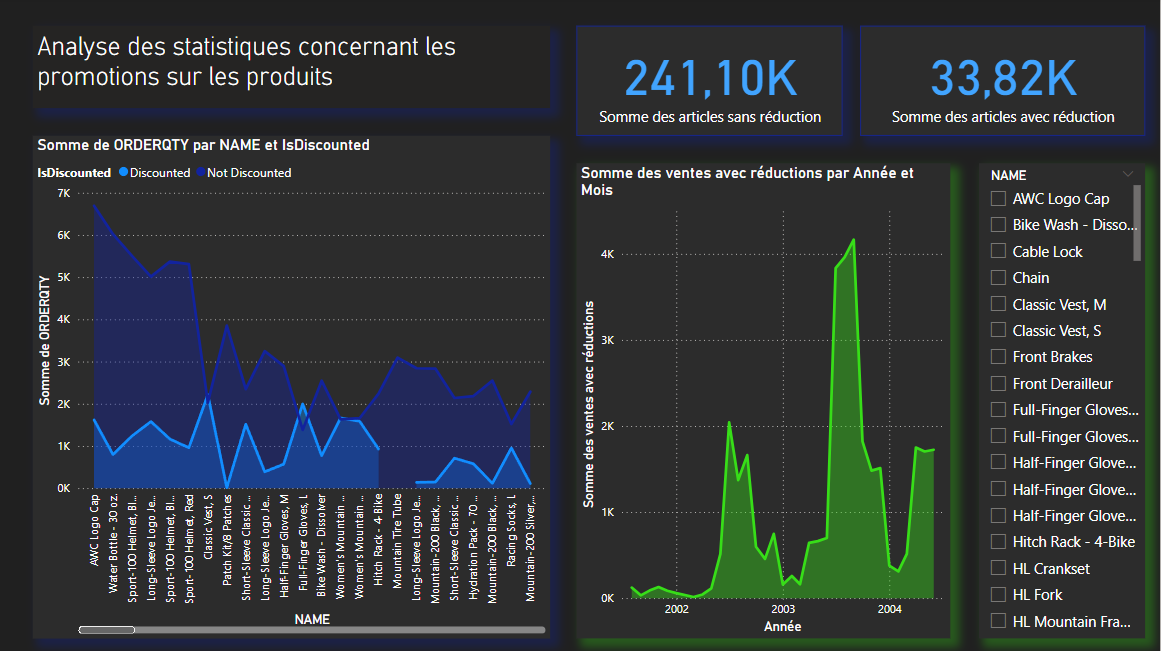 Analyse des statistiques concernant les
promotions sur les produits
241,10K
Somme des articles sans réduction
33,82K
Somme des articles avec réduction
Somme de ORDERQTY par NAME et IsDiscounted
IsDiscounted Discounted Not Discounted
Somme de ORDERQTY
7K
6K
5K
4K
3K
2K
1K
0K
AWC Logo Cap
Water Bottle - 30 oz.
Sport-100 Helmet, Bl...
Long-Sleeve Logo Je...
Sport-100 Helmet, Bl...
Sport-100 Helmet, Red
Classic Vest, S
Patch Kit/8 Patches
Short-Sleeve Classic ...
Long-Sleeve Logo Je...
Half-Finger Gloves, M
Full-Finger Gloves, L
Bike Wash - Dissolver
Women's Mountain ...
Women's Mountain ...
Hitch Rack - 4-Bike
Mountain Tire Tube
Long-Sleeve Logo Je...
Mountain-200 Black, ...
Short-Sleeve Classic ...
Hydration Pack - 70 ...
Mountain-200 Black, ...
Racing Socks, L
Mountain-200 Silver,...
NAME
Somme des ventes avec réductions par Année et
Mois
Somme des ventes avec réductions
4K
3K
2K
1K
0K
2002
2003
2004
Année
NAME
AWC Logo Cap
Bike Wash - Disso...
Cable Lock
Chain
Classic Vest, M
Classic Vest, S
Front Brakes
Front Derailleur
Full-Finger Gloves...
Full-Finger Gloves...
Half-Finger Glove...
Half-Finger Glove...
Half-Finger Glove...
Hitch Rack - 4-Bike
HL Crankset
HL Fork
HL Mountain Fra...